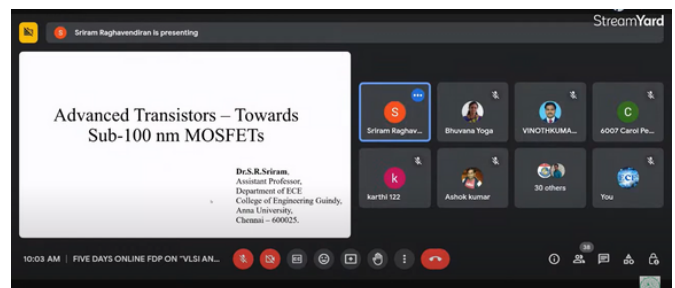 StreamYard
S
Sriram Raghavendiran is presenting
Advanced Transistors – Towards
Sub-100 nm MOSFETs
Dr.S.R.Sriram,
Assistant Professor,
Department of ECE
College of Engineering Guindy,
Anna University,
Chennai – 600025.
S
C
Sriram Raghav...
Bhuvana Yoga
VINOTHKUMA...
6007 Carol Pe...
k
karthi 122
Ashok kumar
30 others
You
38
10:03 AM | FIVE DAYS ONLINE FDP ON "VLSI AN...